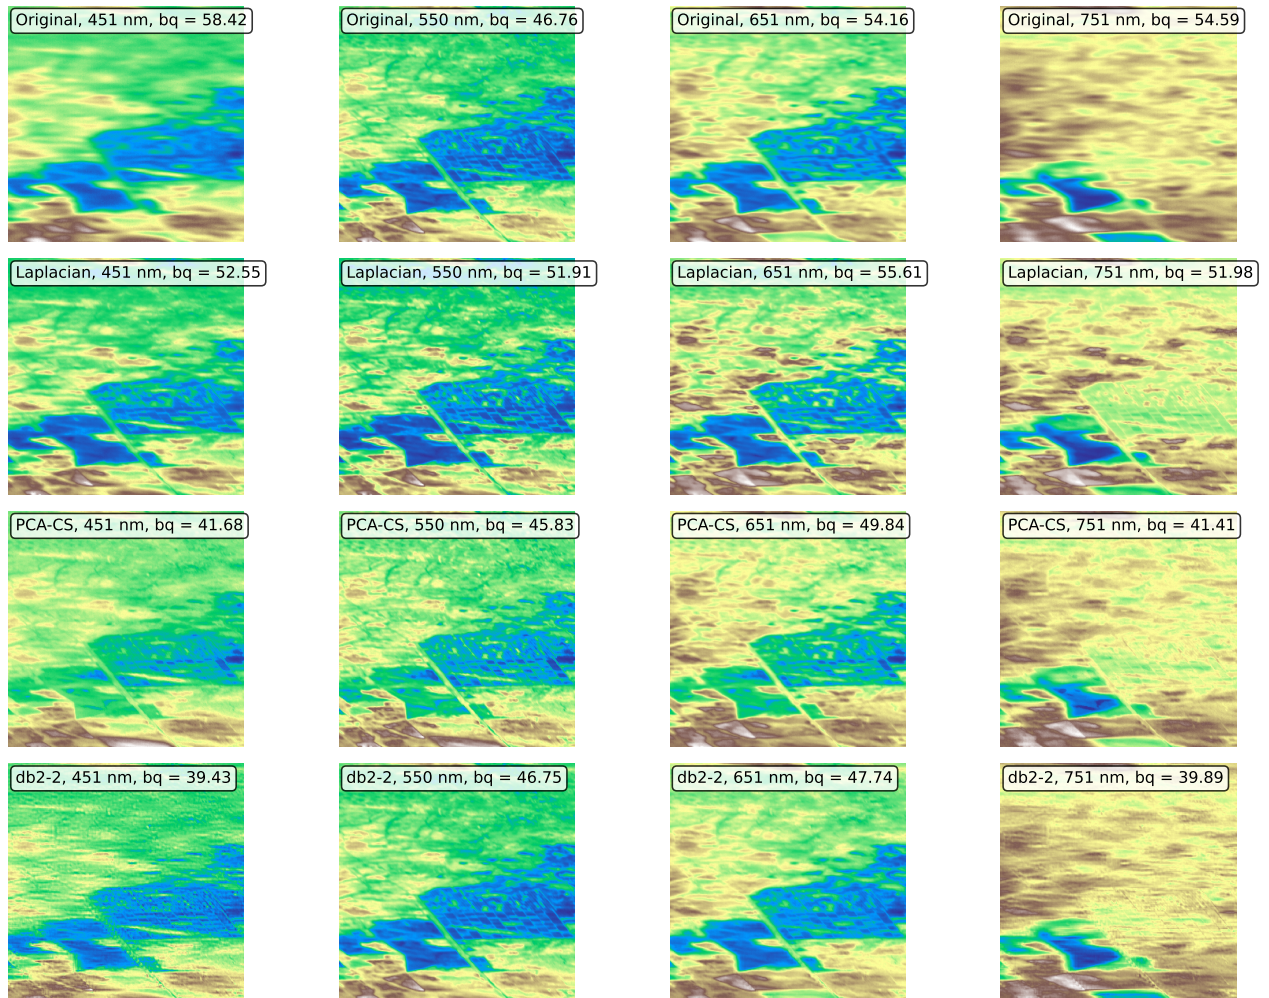 Original, 451 nm, bq = 58.42
Original, 550 nm, bq = 46.76
Original, 651 nm, bq = 54.16
Original, 751 nm, bq = 54.59
Laplacian, 451 nm, bq = 52.55
Laplacian, 550 nm, bq = 51.91
Laplacian, 651 nm, bq = 55.61
Laplacian, 751 nm, bq = 51.98
PCA-CS, 451 nm, bq = 41.68
PCA-CS, 550 nm, bq = 45.83
PCA-CS, 651 nm, bq = 49.84
PCA-CS, 751 nm, bq = 41.41
db2-2, 451 nm, bq = 39.43
db2-2, 550 nm, bq = 46.75
db2-2, 651 nm, bq = 47.74
db2-2, 751 nm, bq = 39.89